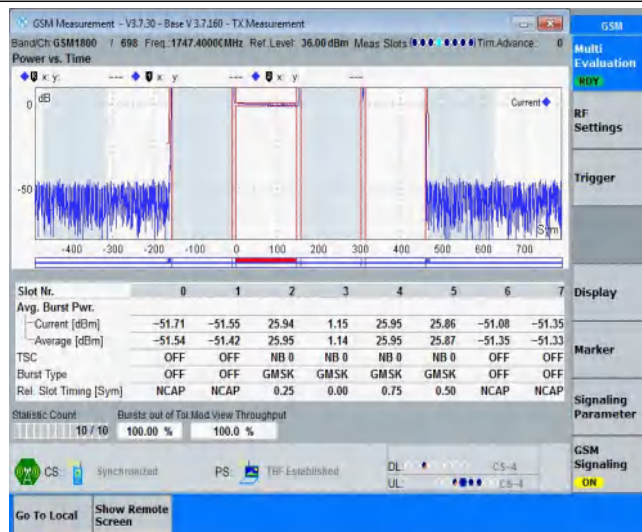 GSM Measurement - V3.7.30 - Base V 3.7.160 - TX Measurement
GSM
Band/Ch: GSM1800 / 698 Freq.:1747.4000 MHz Ref.Level: 36.00 dBm Meas Slots Tim.Advance: 0
Power vs. Time
x: y: --- x y --- x y ---
dB
Current
0
-50
Sym
-400 -300 -200 -100 0 100 200 300 400 500 600 700
Slot Nr. 0 1 2 3 4 5 6 7
Avg. Burst Pwr.
Current [dBm] -51.71 -51.55 25.94 1.15 25.95 25.86 -51.08 -51.35
Average [dBm] -51.54 -51.42 25.95 1.14 25.95 25.87 -51.35 -51.33
TSC OFF OFF NB 0 NB 0 NB 0 NB 0 OFF OFF
Burst Type OFF OFF GMSK GMSK GMSK GMSK OFF OFF
Rel. Slot Timing [Sym] NCAP NCAP 0.25 0.00 0.75 0.50 NCAP NCAP
Statistic Count Bursts out of Tol. Mod.View Throughput
10 / 10 100.00 % 100.0 %
CS: Synchronized PS: TBF Established DL: CS-4
UL: CS-4
Multi
Evaluation
RDY
RF
Settings
Trigger
Display
Marker
Signaling
Parameter
GSM
Signaling
ON
Go To Local
Show Remote
Screen